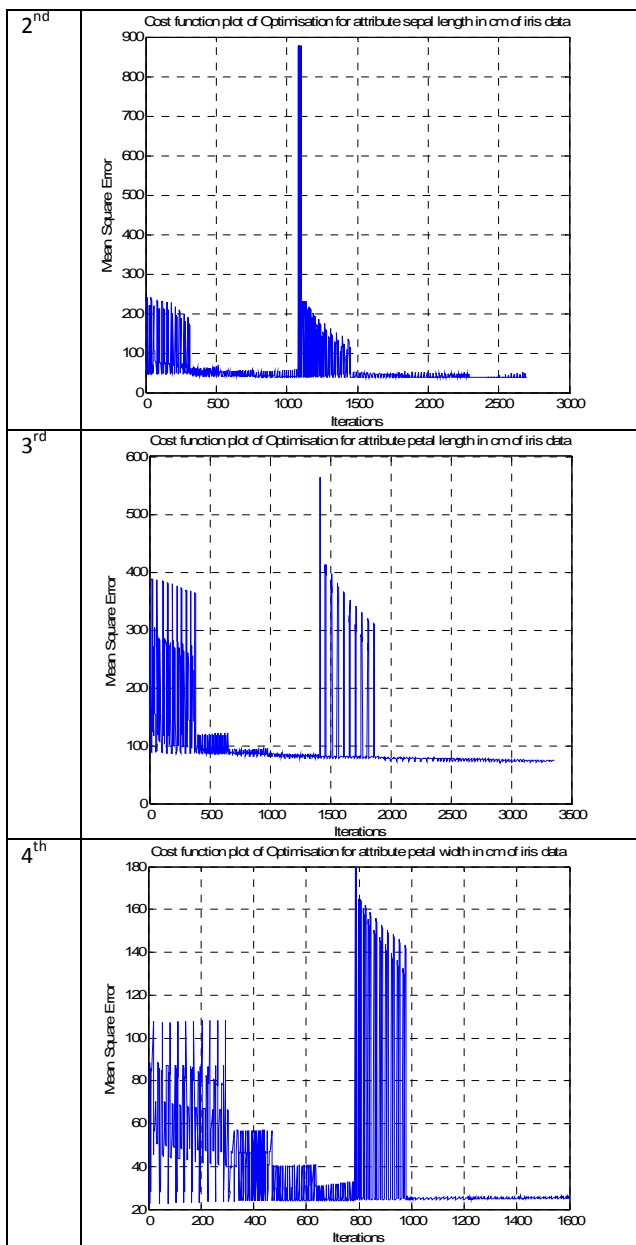 2nd
Cost function plot of Optimisation for attribute sepal length in cm of iris data
900
800
700
600
500
400
300
200
100
0
Mean Square Error
0 500 1000 1500 2000 2500 3000
Iterations
3rd
Cost function plot of Optimisation for attribute petal length in cm of iris data
600
500
400
300
200
100
0
Mean Square Error
0 500 1000 1500 2000 2500 3000 3500
Iterations
4th
Cost function plot of Optimisation for attribute petal width in cm of iris data
180
160
140
120
100
80
60
40
20
Mean Square Error
0 200 400 600 800 1000 1200 1400 1600
Iterations